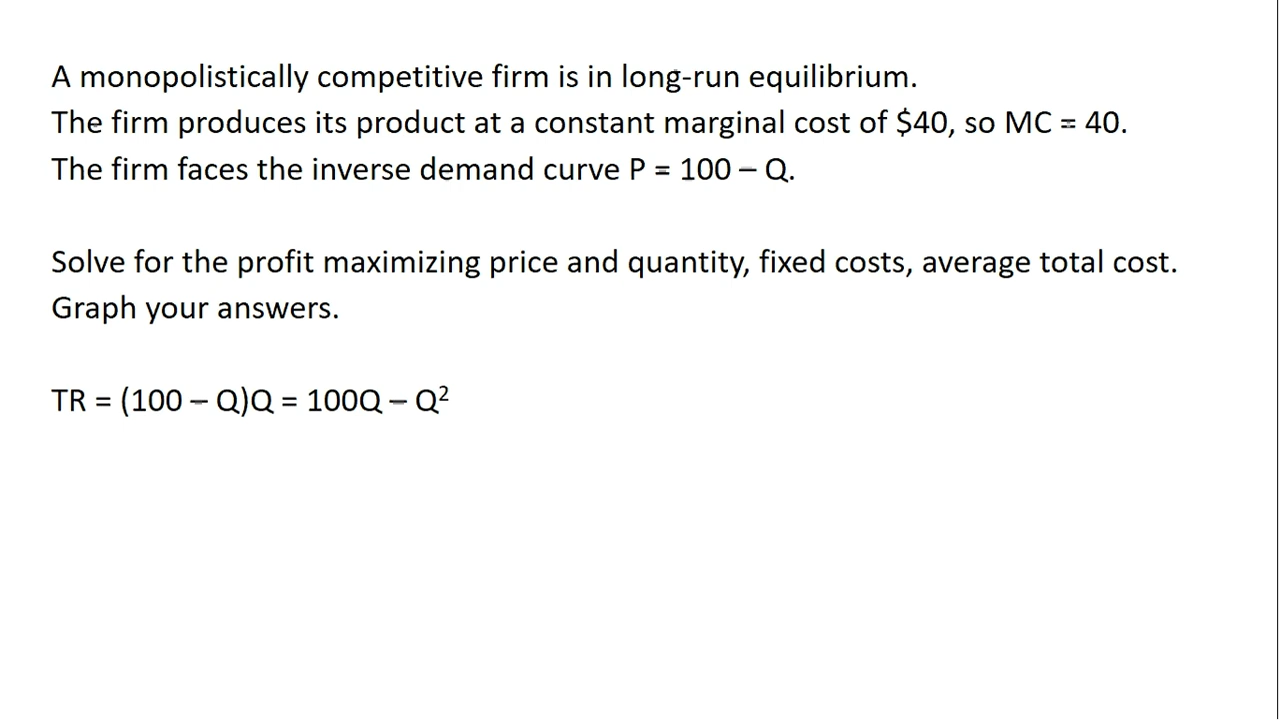 A monopolistically competitive firm is in long-run equilibrium.
The firm produces its product at a constant marginal cost of $40, so MC = 40.
The firm faces the inverse demand curve P = 100 – Q.
Solve for the profit maximizing price and quantity, fixed costs, average total cost.
Graph your answers.
TR = (100 – Q)Q = 100Q – Q²